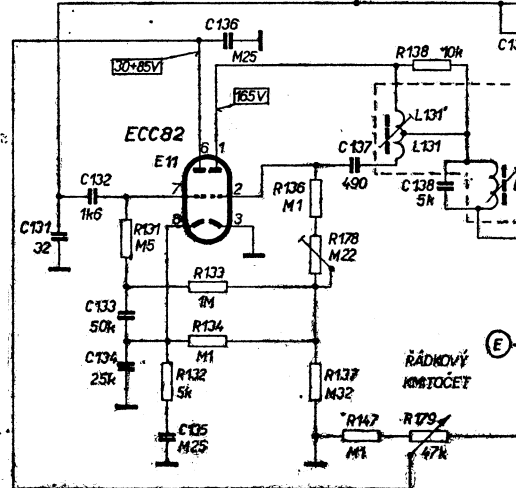 C136
M25
C13
30÷85V
165V
R138 10k
L131'
L131
ECC82
E11
6 1
7 2
8 3
C137
490
C138
5k
C132
1k6
C131
32
R131
M5
R136
M1
R178
M22
R133
1M
C133
50k
R134
M1
C134
25k
R132
5k
R137
M32
C135
M25
E
ŘÁDKOVÝ
KMITOČET
R147
M1
R179
47k